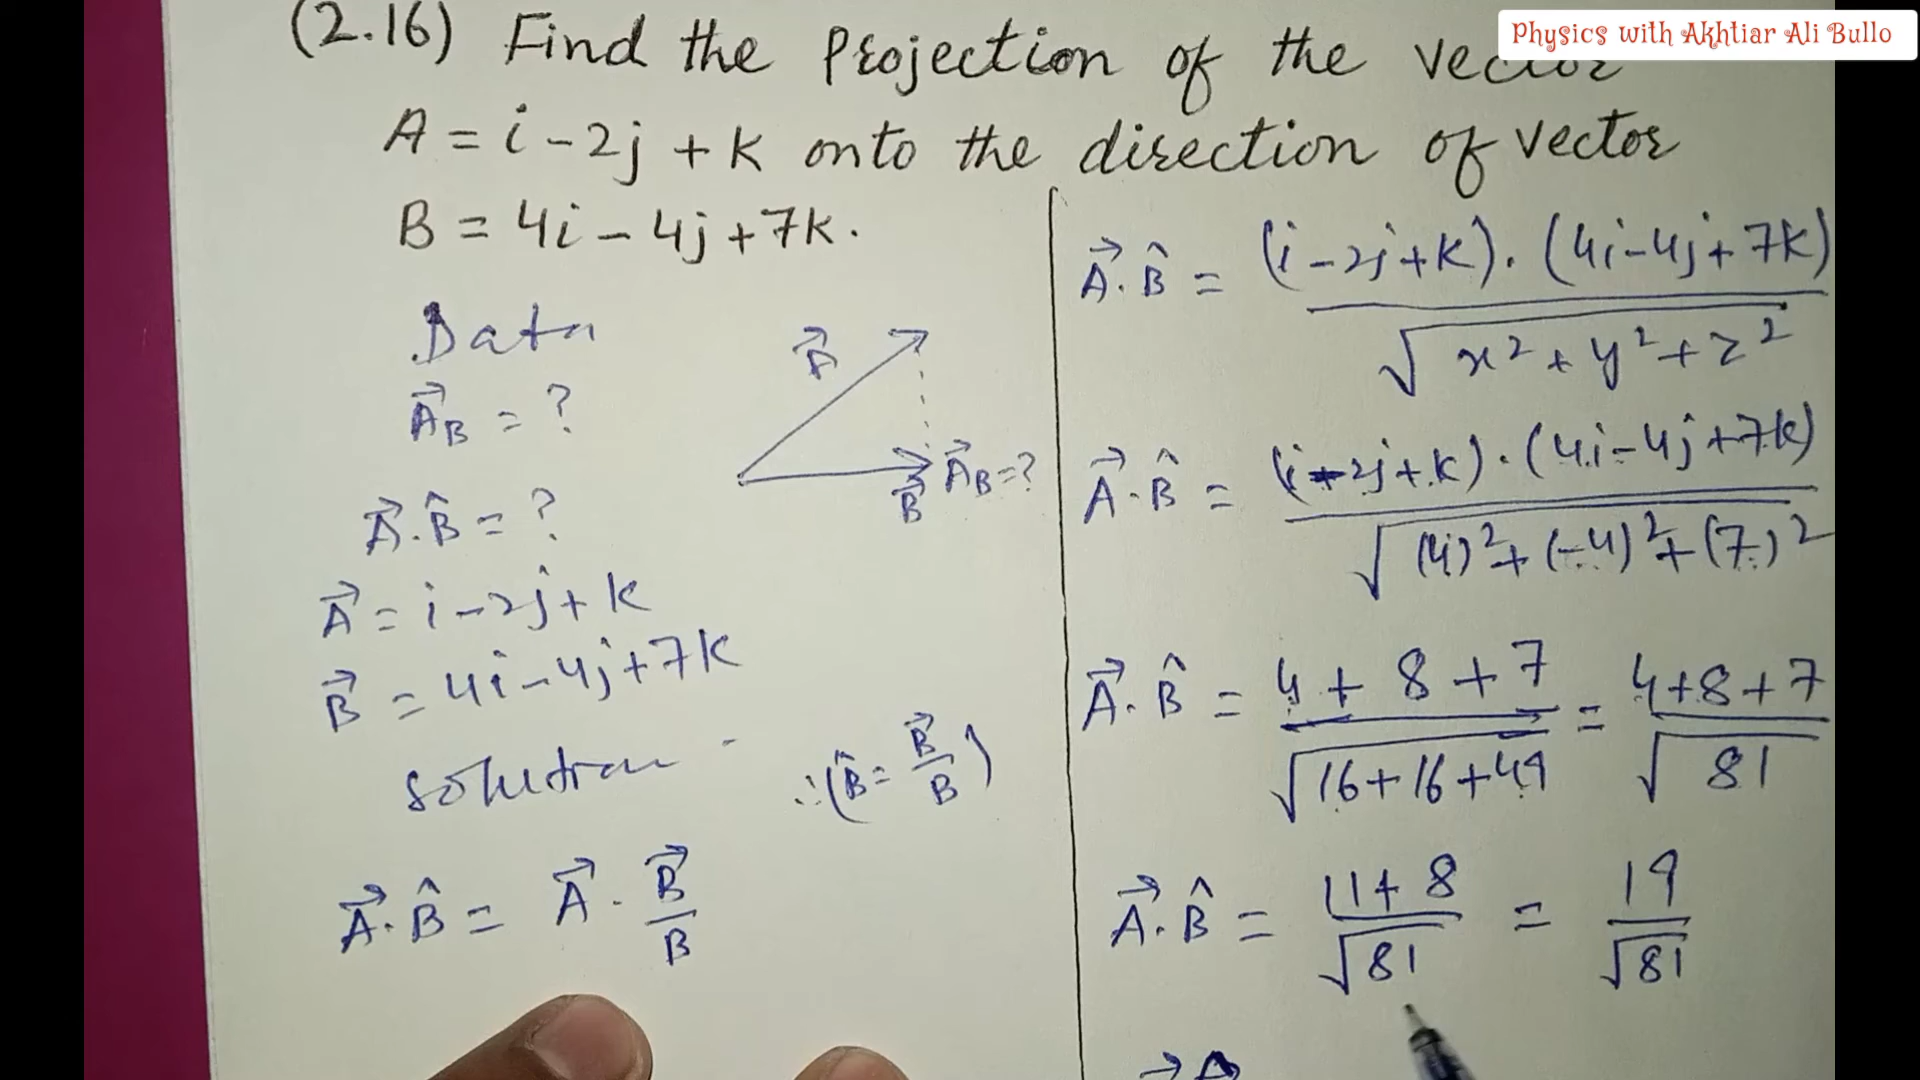 Physics with Akhtiar Ali Bullo
(2.16) Find the Projection of the vector
A = i - 2j + k onto the direction of vector
B = 4i - 4j + 7k.
Data
A⃗B = ?
A⃗.B̂ = ?
A⃗ = i - 2j + k
B⃗ = 4i - 4j + 7k
Solution -
∴ (B̂ = B⃗/B)
A⃗.B̂ = A⃗ . B⃗/B
A⃗
B⃗ A⃗B = ?
A⃗.B̂ = (i - 2j + k).(4i - 4j + 7k) / √(x² + y² + z²)
A⃗.B̂ = (i - 2j + k).(4i - 4j + 7k) / √((4)² + (-4)² + (7)²)
A⃗.B̂ = (4 + 8 + 7) / √(16 + 16 + 49) = (4 + 8 + 7) / √81
A⃗.B̂ = (11 + 8) / √81 = 19 / √81